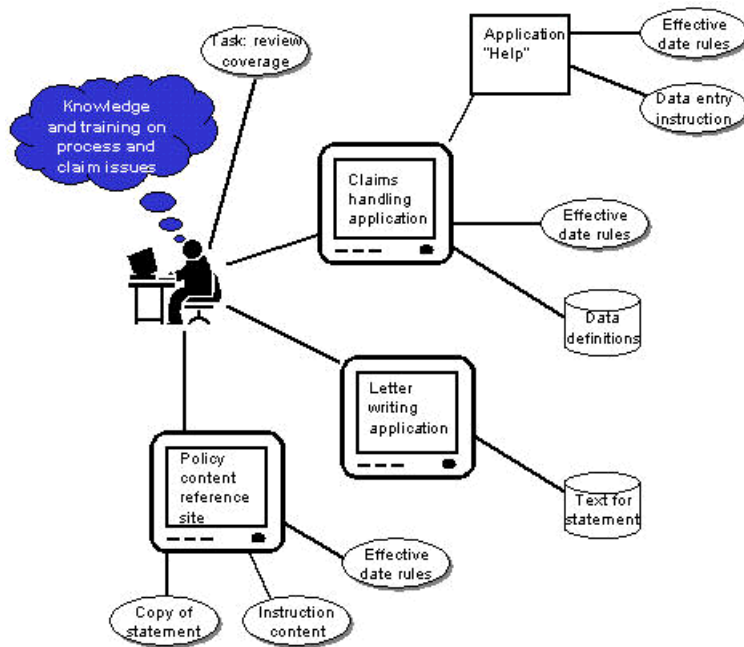 Task: review
coverage
Application
"Help"
Effective
date rules
Data entry
instruction
Knowledge
and training on
process and
claim issues
Claims
handling
application
Effective
date rules
Data
definitions
Letter
writing
application
Text for
statement
Policy
content
reference
site
Effective
date rules
Copy of
statement
Instruction
content